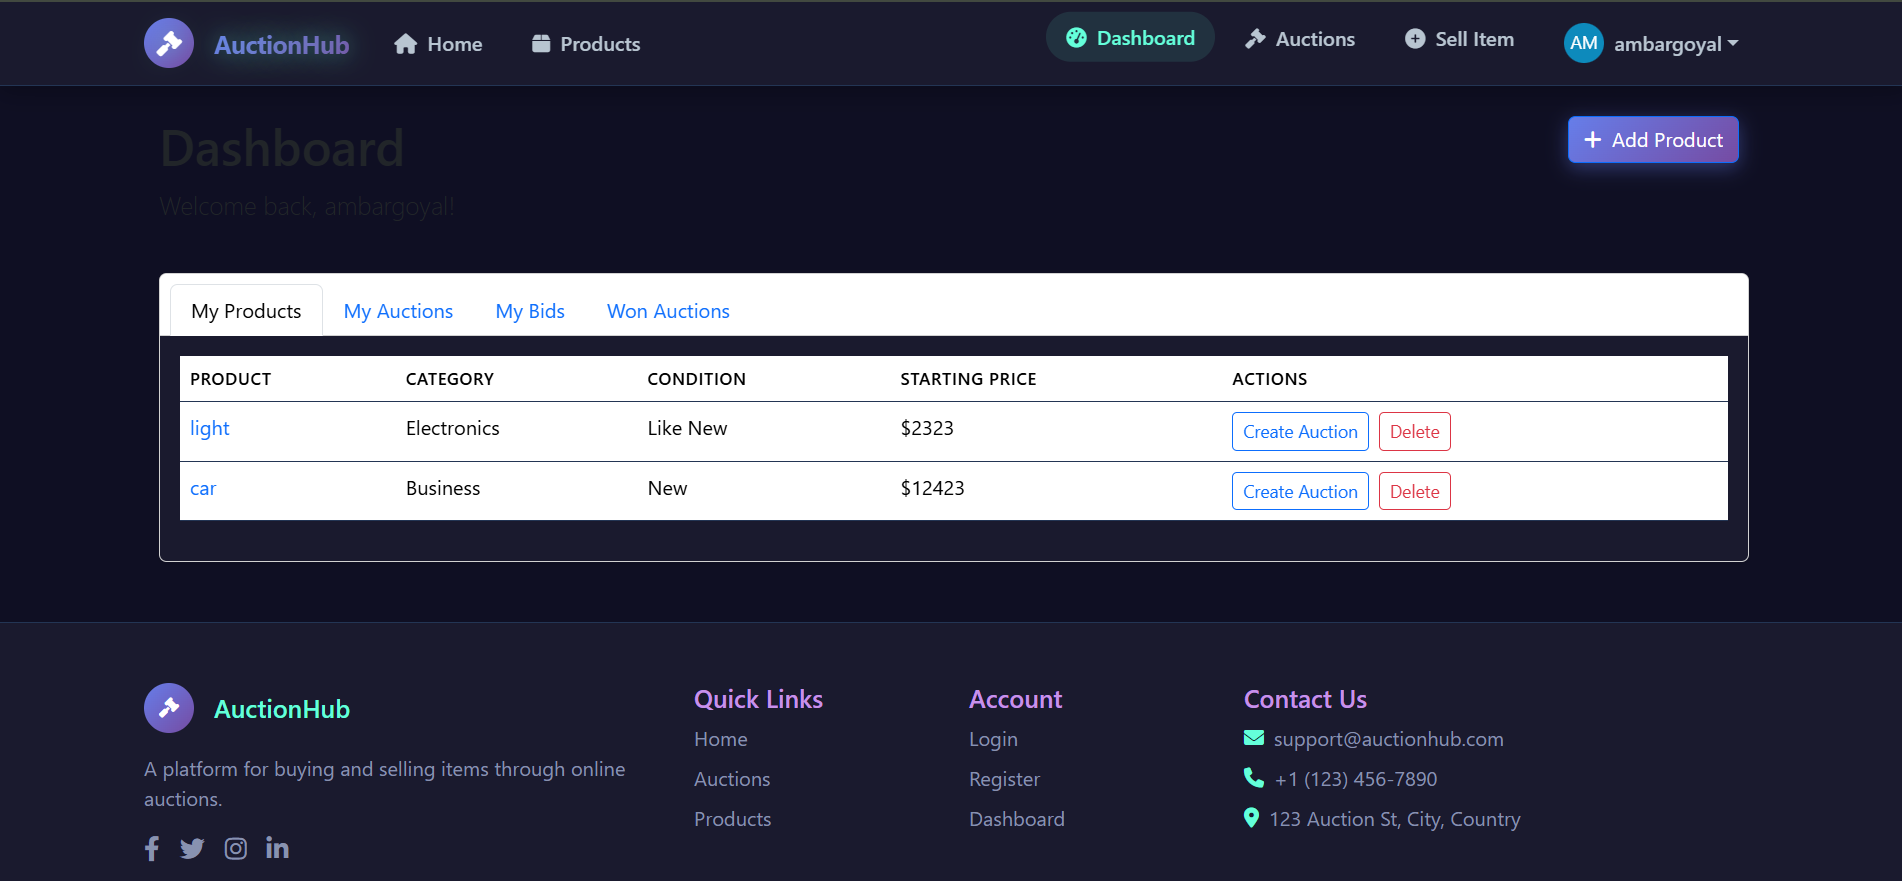 AuctionHub Home Products Dashboard Auctions Sell Item AM ambargoyal
Dashboard
Add Product
Welcome back, ambargoyal!
My Products My Auctions My Bids Won Auctions
PRODUCT CATEGORY CONDITION STARTING PRICE ACTIONS
light Electronics Like New $2323 Create Auction Delete
car Business New $12423 Create Auction Delete
AuctionHub
A platform for buying and selling items through online
auctions.
Quick Links
Home
Auctions
Products
Account
Login
Register
Dashboard
Contact Us
support@auctionhub.com
+1 (123) 456-7890
123 Auction St, City, Country